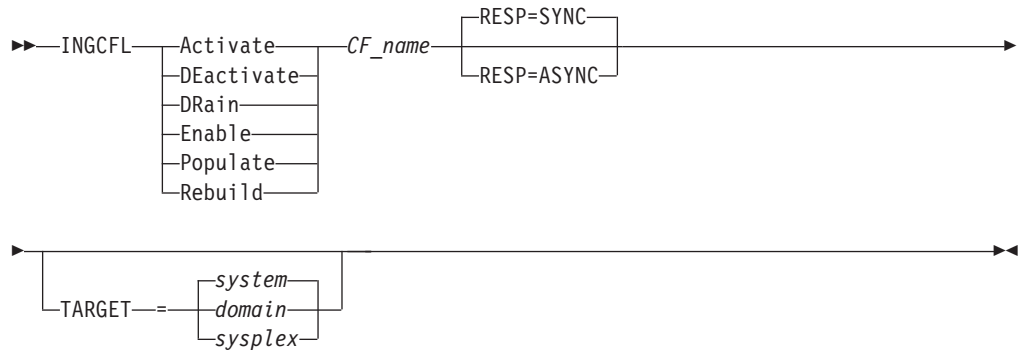 RESP=SYNC
INGCFL Activate CF_name
DEactivate RESP=ASYNC
DRain
Enable
Populate
Rebuild
system
TARGET = domain
sysplex